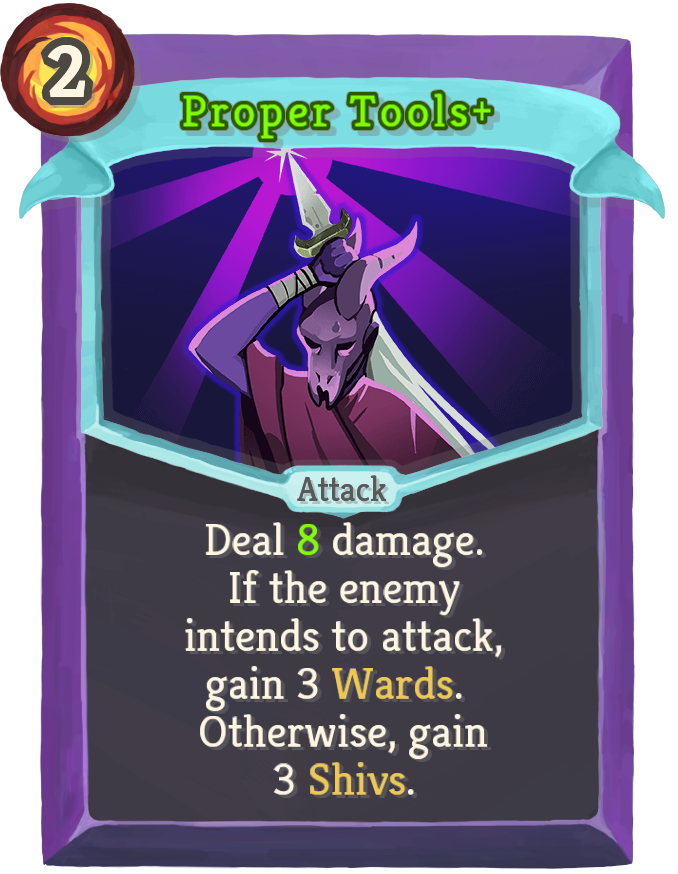 2
Proper Tools+
Attack
Deal 8 damage.
If the enemy
intends to attack,
gain 3 Wards.
Otherwise, gain
3 Shivs.